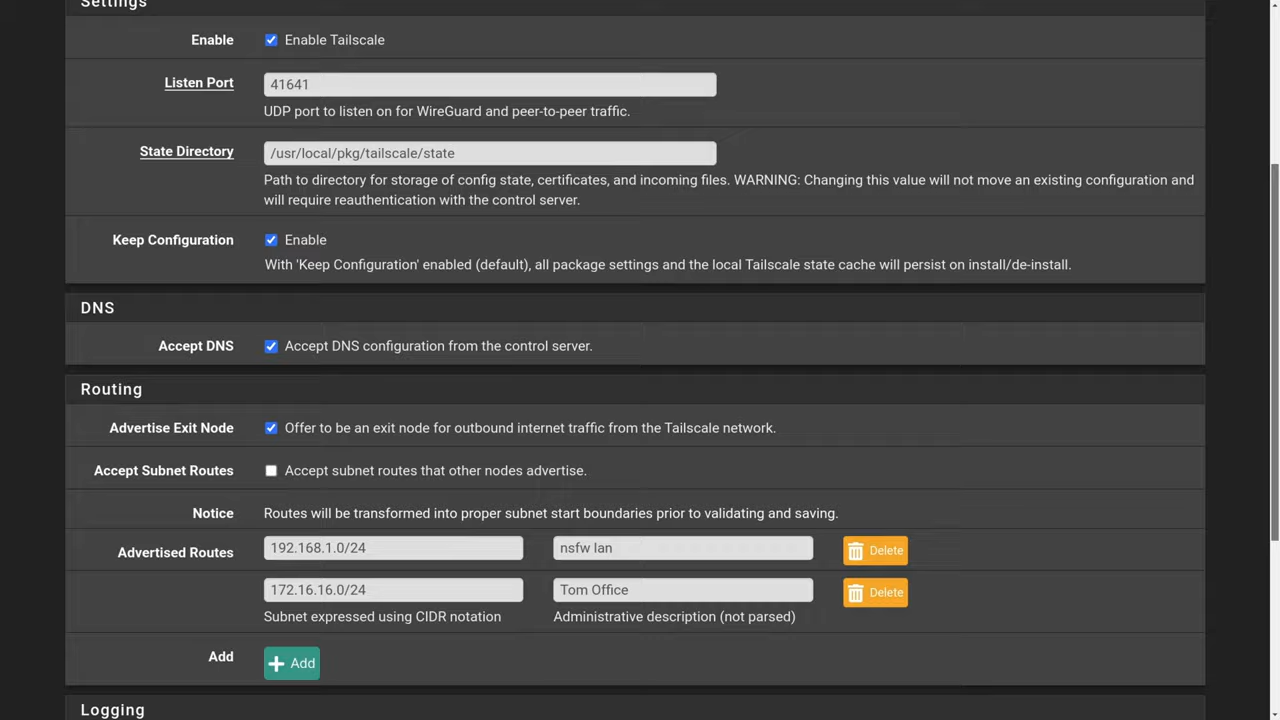 Settings
Enable Enable Tailscale
Listen Port 41641
UDP port to listen on for WireGuard and peer-to-peer traffic.
State Directory /usr/local/pkg/tailscale/state
Path to directory for storage of config state, certificates, and incoming files. WARNING: Changing this value will not move an existing configuration and
will require reauthentication with the control server.
Keep Configuration Enable
With 'Keep Configuration' enabled (default), all package settings and the local Tailscale state cache will persist on install/de-install.
DNS
Accept DNS Accept DNS configuration from the control server.
Routing
Advertise Exit Node Offer to be an exit node for outbound internet traffic from the Tailscale network.
Accept Subnet Routes Accept subnet routes that other nodes advertise.
Notice Routes will be transformed into proper subnet start boundaries prior to validating and saving.
Advertised Routes 192.168.1.0/24 nsfw lan Delete
172.16.16.0/24 Tom Office Delete
Subnet expressed using CIDR notation Administrative description (not parsed)
Add Add
Logging